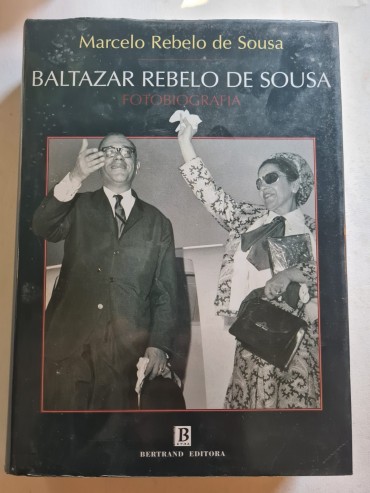 Marcelo Rebelo de Sousa
BALTAZAR REBELO DE SOUSA
FOTOBIOGRAFIA
B
BERTRAND EDITORA